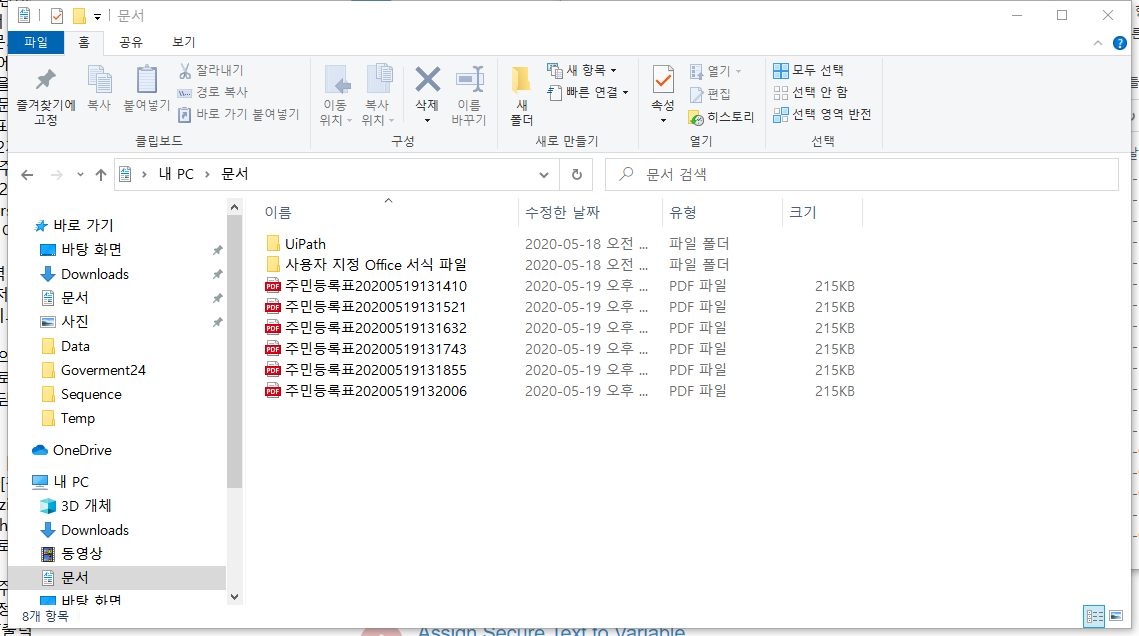 문서
파일 홈 공유 보기
즐겨찾기에 고정
복사
붙여넣기
잘라내기
경로 복사
바로 가기 붙여넣기
클립보드
이동 위치
복사 위치
삭제
이름 바꾸기
구성
새 폴더
새 항목
빠른 연결
새로 만들기
속성
열기
편집
히스토리
열기
모두 선택
선택 안 함
선택 영역 반전
선택
내 PC 문서
문서 검색
바로 가기
바탕 화면
Downloads
문서
사진
Data
Goverment24
Sequence
Temp
OneDrive
내 PC
3D 개체
Downloads
동영상
문서
바탕 화면
이름 수정한 날짜 유형 크기
UiPath 2020-05-18 오전 ... 파일 폴더
사용자 지정 Office 서식 파일 2020-05-18 오전 ... 파일 폴더
PDF 주민등록표20200519131410 2020-05-19 오후 ... PDF 파일 215KB
PDF 주민등록표20200519131521 2020-05-19 오후 ... PDF 파일 215KB
PDF 주민등록표20200519131632 2020-05-19 오후 ... PDF 파일 215KB
PDF 주민등록표20200519131743 2020-05-19 오후 ... PDF 파일 215KB
PDF 주민등록표20200519131855 2020-05-19 오후 ... PDF 파일 215KB
PDF 주민등록표20200519132006 2020-05-19 오후 ... PDF 파일 215KB
8개 항목
Assign Secure Text to Variable